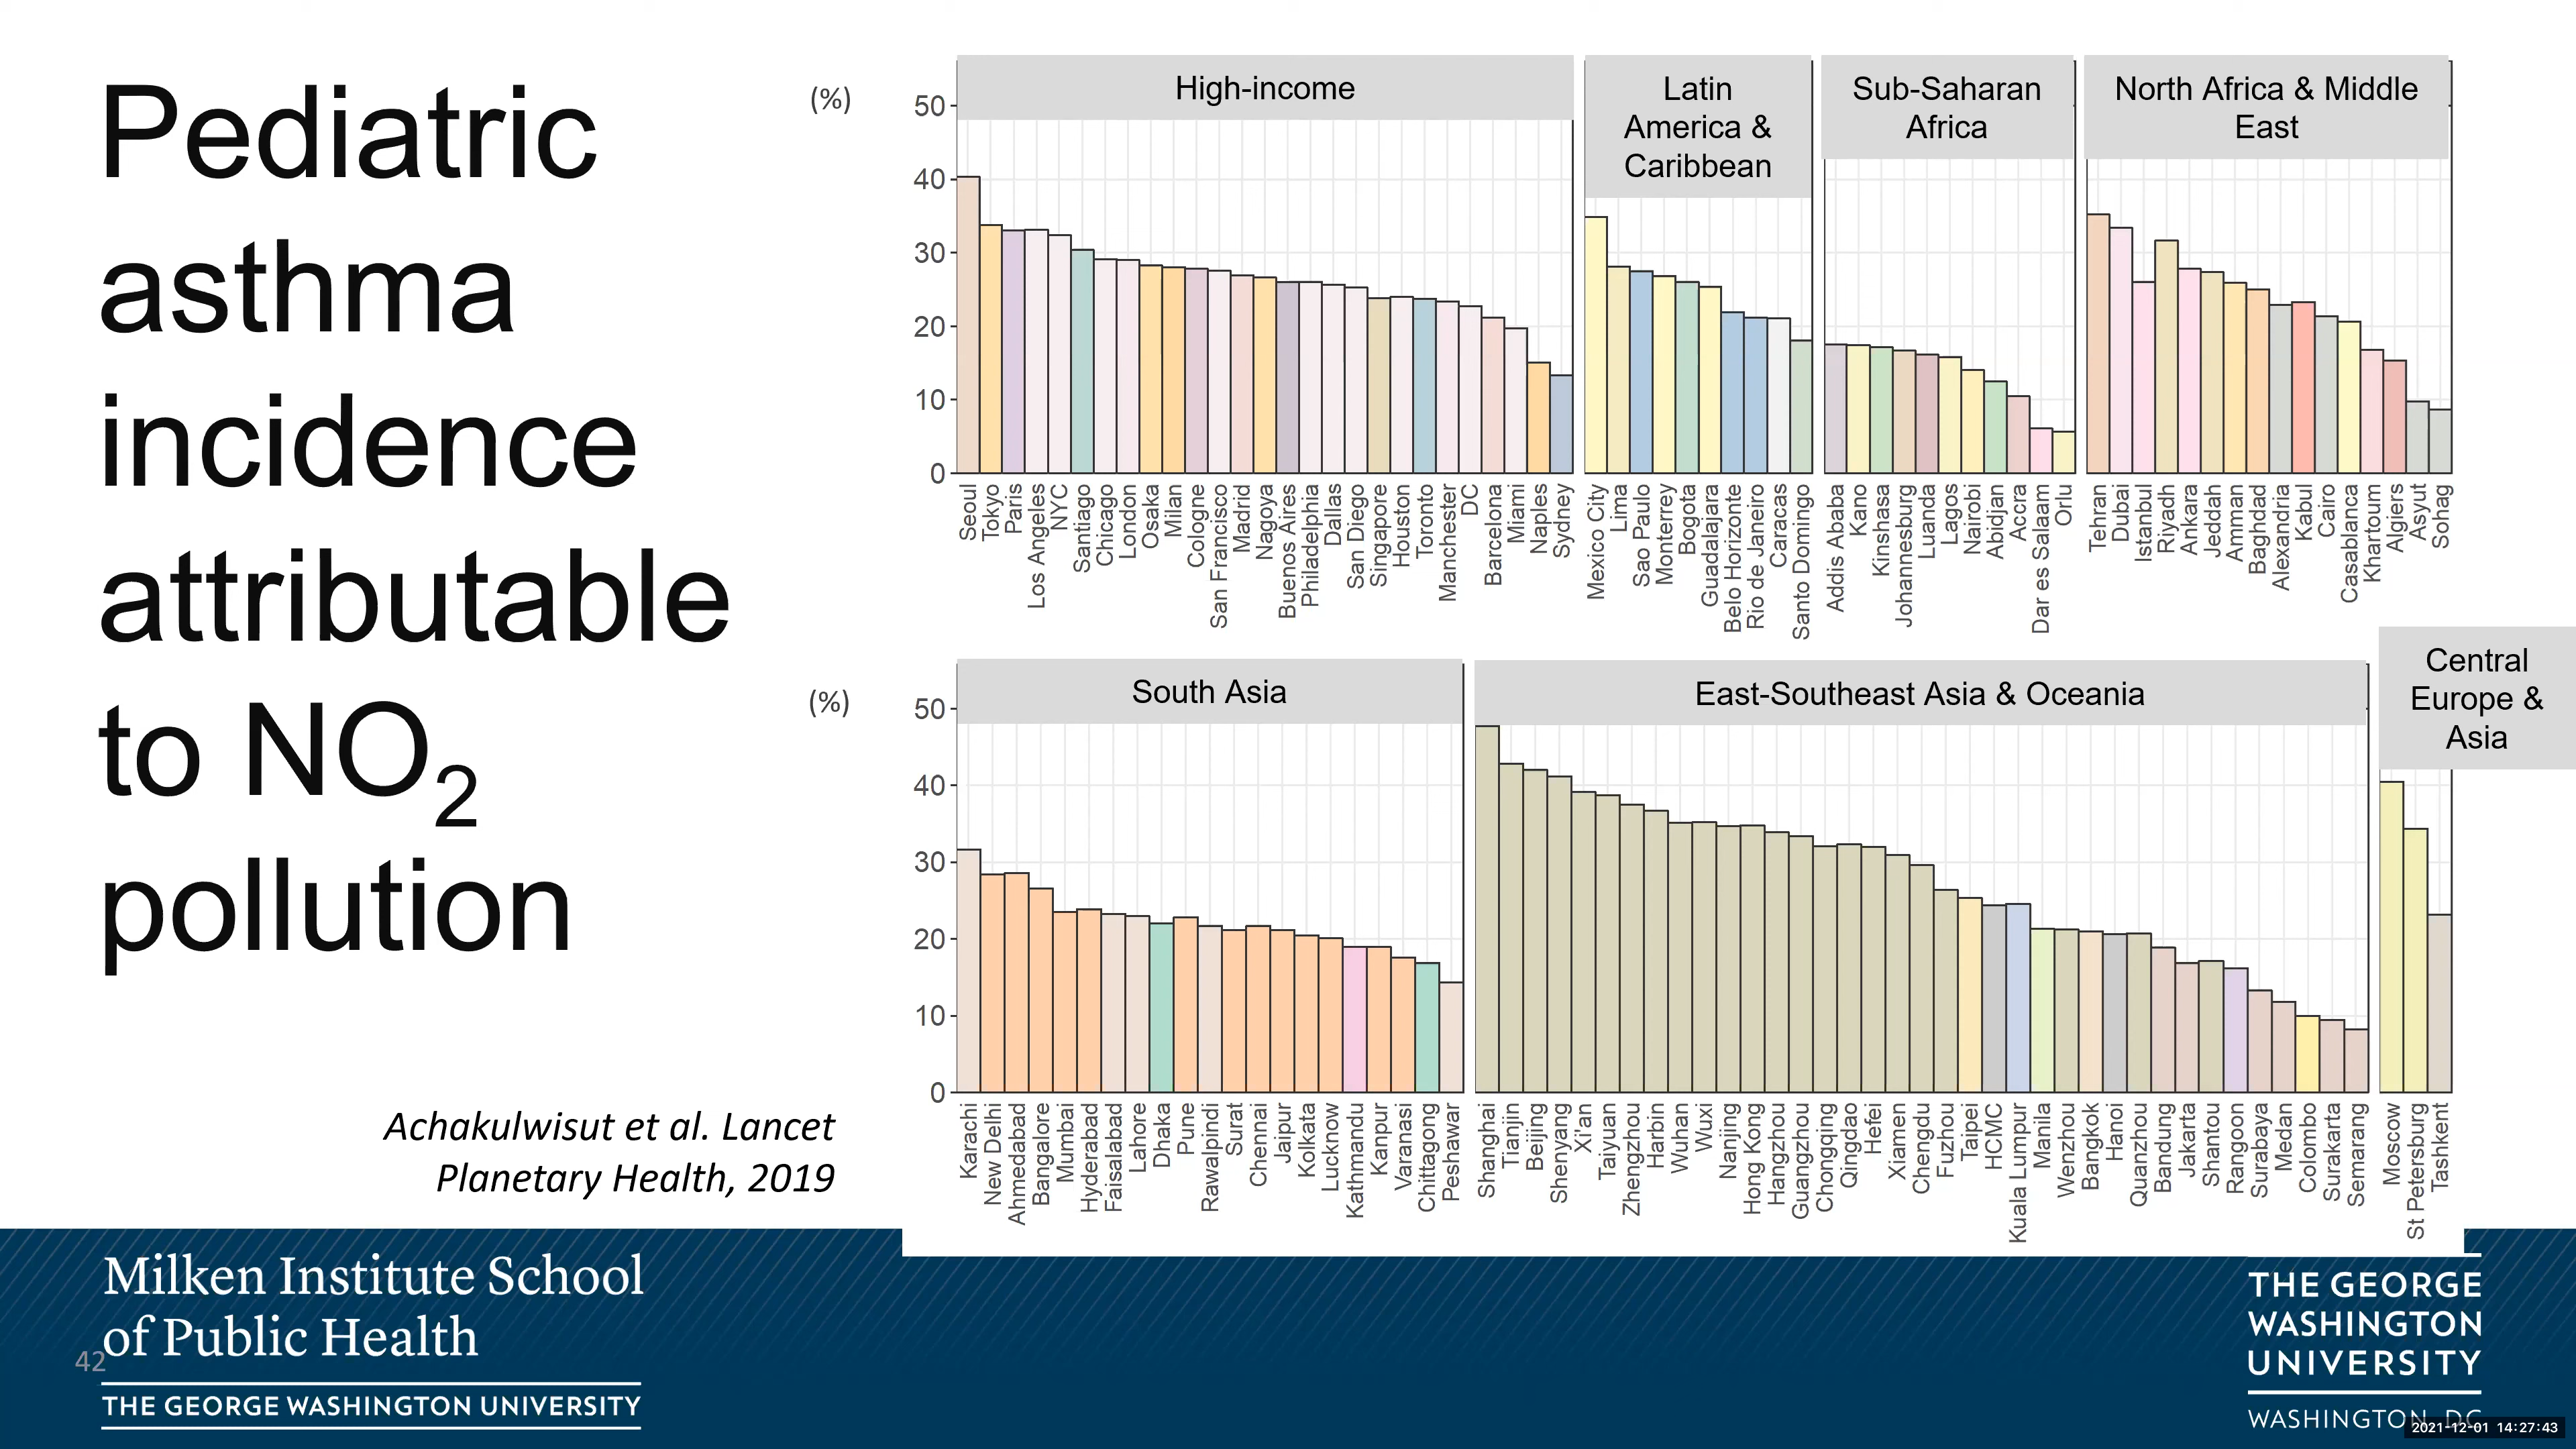 Pediatric
asthma
incidence
attributable
to NO2
pollution
Achakulwisut et al. Lancet
Planetary Health, 2019
(%)
High-income
Latin
America &
Caribbean
Sub-Saharan
Africa
North Africa & Middle
East
50
40
30
20
10
0
Seoul
Tokyo
Paris
Los Angeles
NYC
Santiago
Chicago
London
Osaka
Milan
Cologne
San Francisco
Madrid
Nagoya
Buenos Aires
Philadelphia
Dallas
San Diego
Singapore
Houston
Toronto
Manchester
DC
Barcelona
Miami
Naples
Sydney
Mexico City
Lima
Sao Paulo
Monterrey
Bogota
Guadalajara
Belo Horizonte
Rio de Janeiro
Caracas
Santo Domingo
Addis Ababa
Kano
Kinshasa
Johannesburg
Luanda
Lagos
Nairobi
Abidjan
Accra
Dar es Salaam
Orlu
Tehran
Dubai
Istanbul
Riyadh
Ankara
Jeddah
Amman
Baghdad
Alexandria
Kabul
Cairo
Casablanca
Khartoum
Algiers
Asyut
Sohag
(%)
South Asia
East-Southeast Asia & Oceania
Central
Europe &
Asia
50
40
30
20
10
0
Karachi
New Delhi
Ahmedabad
Bangalore
Mumbai
Hyderabad
Faisalabad
Lahore
Dhaka
Pune
Rawalpindi
Surat
Chennai
Jaipur
Kolkata
Lucknow
Kathmandu
Kanpur
Varanasi
Chittagong
Peshawar
Shanghai
Tianjin
Beijing
Shenyang
Xi'an
Taiyuan
Zhengzhou
Harbin
Wuhan
Wuxi
Nanjing
Hong Kong
Hangzhou
Guangzhou
Chongqing
Qingdao
Hefei
Xiamen
Chengdu
Fuzhou
Taipei
HCMC
Kuala Lumpur
Manila
Wenzhou
Bangkok
Hanoi
Quanzhou
Bandung
Jakarta
Shantou
Rangoon
Surabaya
Medan
Colombo
Surakarta
Semarang
Moscow
St Petersburg
Tashkent
Milken Institute School
of Public Health
42
THE GEORGE WASHINGTON UNIVERSITY
THE GEORGE
WASHINGTON
UNIVERSITY
WASHINGTON, DC
2021-12-01 14:27:43